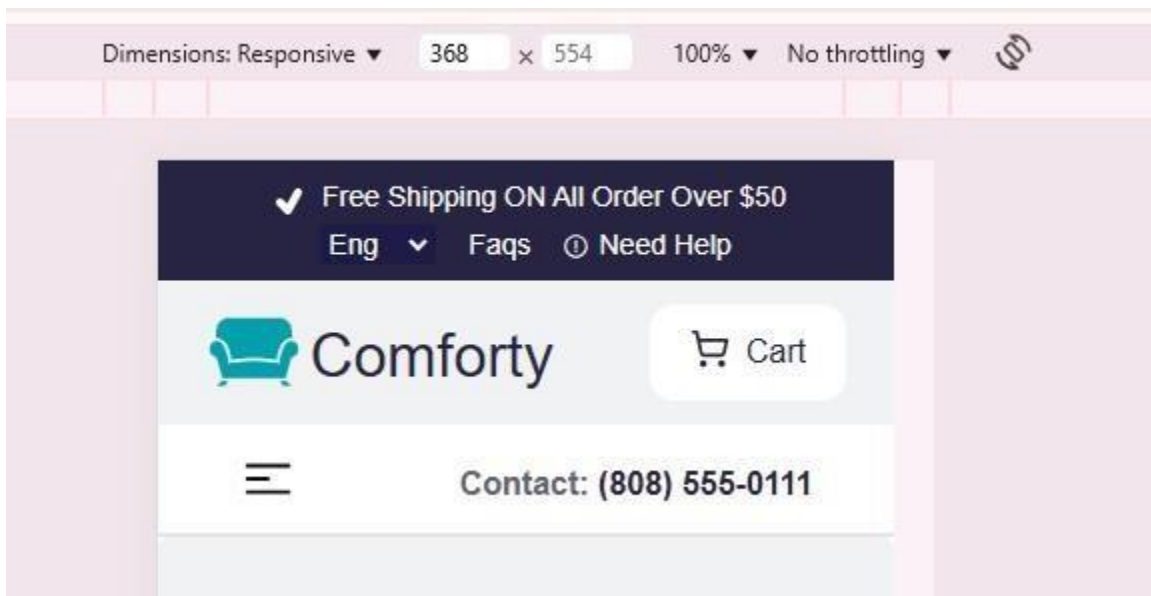 Dimensions: Responsive ▼ 368 × 554 100% ▼ No throttling ▼
Free Shipping ON All Order Over $50
Eng Faqs Need Help
Comforty Cart
Contact: (808) 555-0111